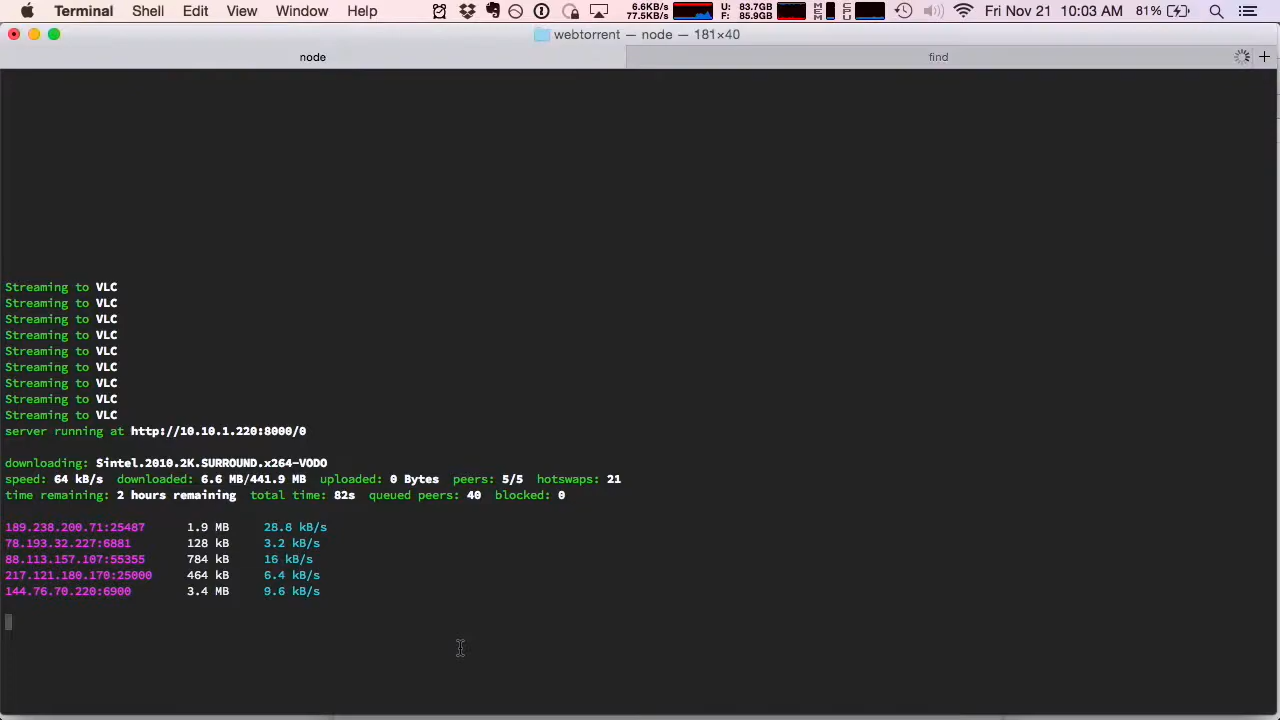 Terminal Shell Edit View Window Help 6.6KB/s 77.5KB/s U: 83.7GB F: 85.9GB MEM CPU Fri Nov 21 10:03 AM 81%
webtorrent — node — 181×40
node find +
Streaming to VLC
Streaming to VLC
Streaming to VLC
Streaming to VLC
Streaming to VLC
Streaming to VLC
Streaming to VLC
Streaming to VLC
Streaming to VLC
server running at http://10.10.1.220:8000/0
downloading: Sintel.2010.2K.SURROUND.x264-VODO
speed: 64 kB/s downloaded: 6.6 MB/441.9 MB uploaded: 0 Bytes peers: 5/5 hotswaps: 21
time remaining: 2 hours remaining total time: 82s queued peers: 40 blocked: 0
189.238.200.71:25487 1.9 MB 28.8 kB/s
78.193.32.227:6881 128 kB 3.2 kB/s
88.113.157.107:55355 784 kB 16 kB/s
217.121.180.170:25000 464 kB 6.4 kB/s
144.76.70.220:6900 3.4 MB 9.6 kB/s